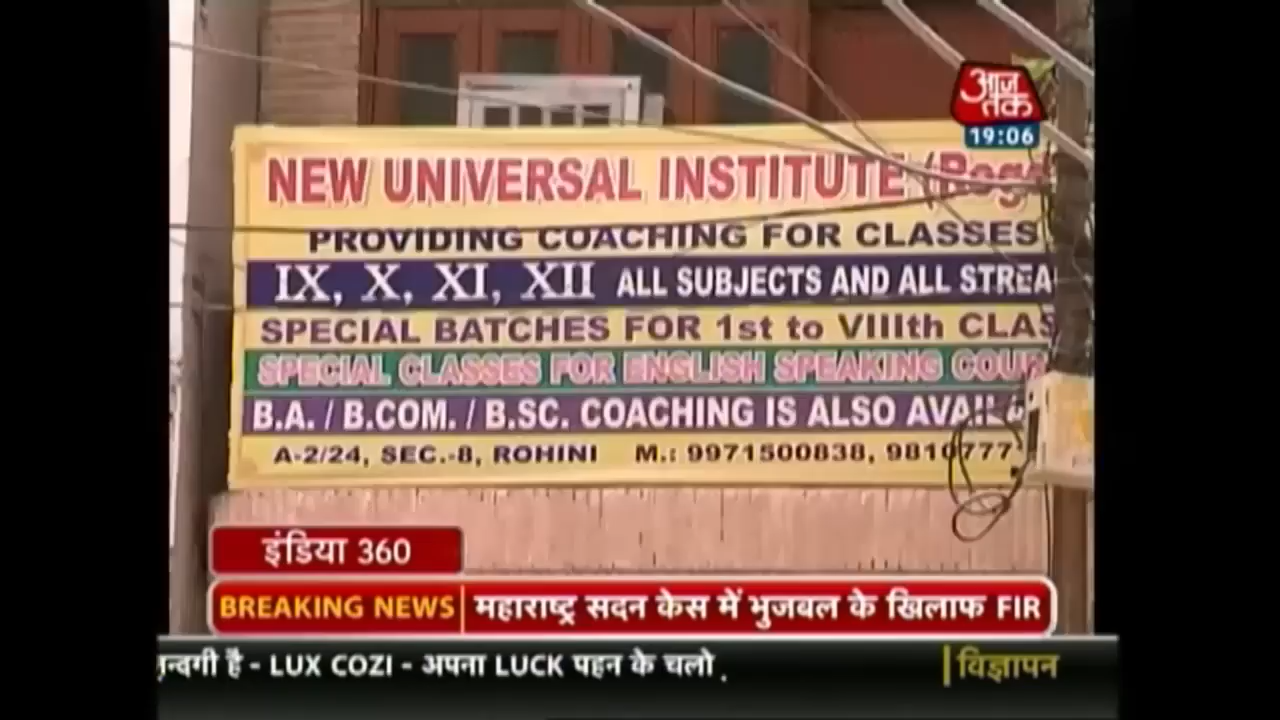 आज
तक
19:06
NEW UNIVERSAL INSTITUTE (Regd
PROVIDING COACHING FOR CLASSES
IX, X, XI, XII ALL SUBJECTS AND ALL STREA
SPECIAL BATCHES FOR 1st to VIIIth CLAS
SPECIAL CLASSES FOR ENGLISH SPEAKING COUR
B.A. / B.COM. / B.SC. COACHING IS ALSO AVAIL
A-2/24, SEC.-8, ROHINI M.: 9971500838, 9810777
इंडिया 360
BREAKING NEWS महाराष्ट्र सदन केस में भुजबल के खिलाफ FIR
न्दगी है - LUX COZI - अपना LUCK पहन के चलो . विज्ञापन